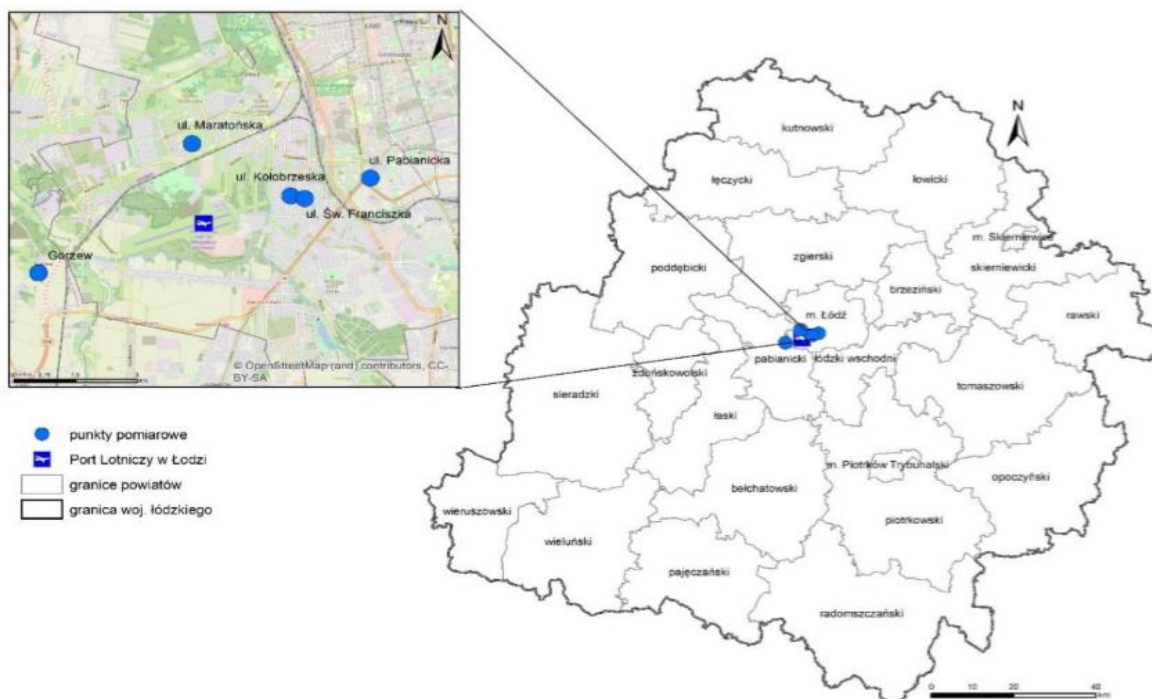 N
ul. Maratońska
ul. Pabianicka
ul. Kołobrzeska
ul. Św. Franciszka
Gorzew
© OpenStreetMap (and) contributors, CC-
BY-SA
punkty pomiarowe
Port Lotniczy w Łodzi
granice powiatów
granica woj. łódzkiego
N
kutnowski
łęczycki
łowicki
m. Skierniewice
skierniewicki
zgierski
poddębicki
brzeziński
rawski
m. Łódź
pabianicki
łódzki wschodni
zduńskowolski
sieradzki
tomaszowski
łaski
m. Piotrków Trybunalski
opoczyński
bełchatowski
wieruszowski
piotrkowski
wieluński
pajęczański
radomszczański
0 10 20 40
km